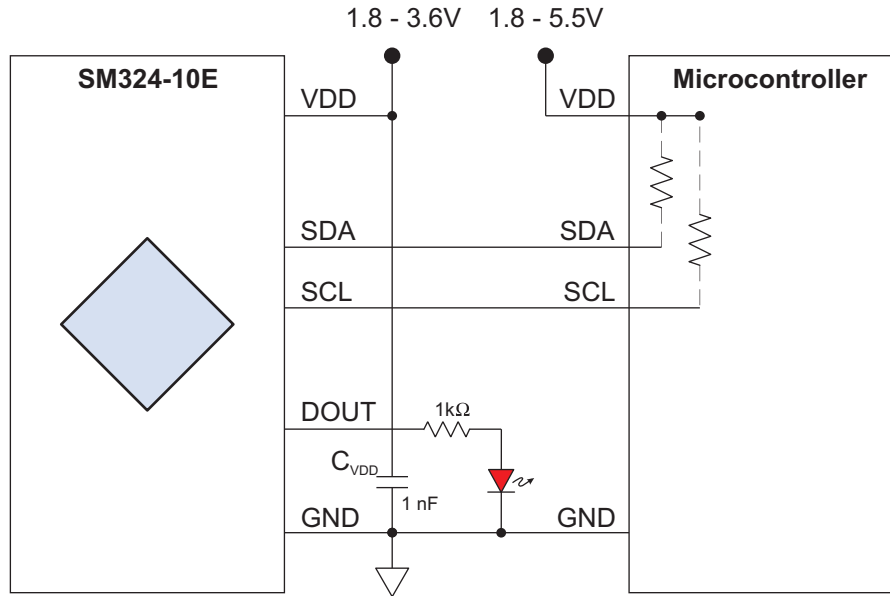 1.8 - 3.6V 1.8 - 5.5V
SM324-10E Microcontroller
VDD VDD
SDA SDA
SCL SCL
DOUT 1kΩ
CVDD
1 nF
GND GND